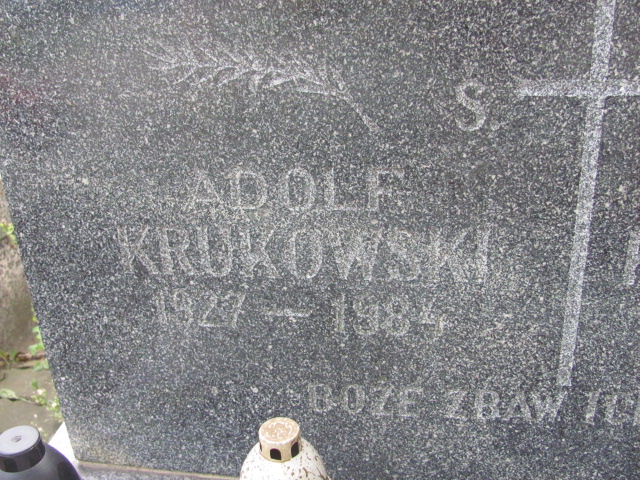 S.
ADOLF
KRUKOWSKI
1927 – 1984
BOŻE ZBAW